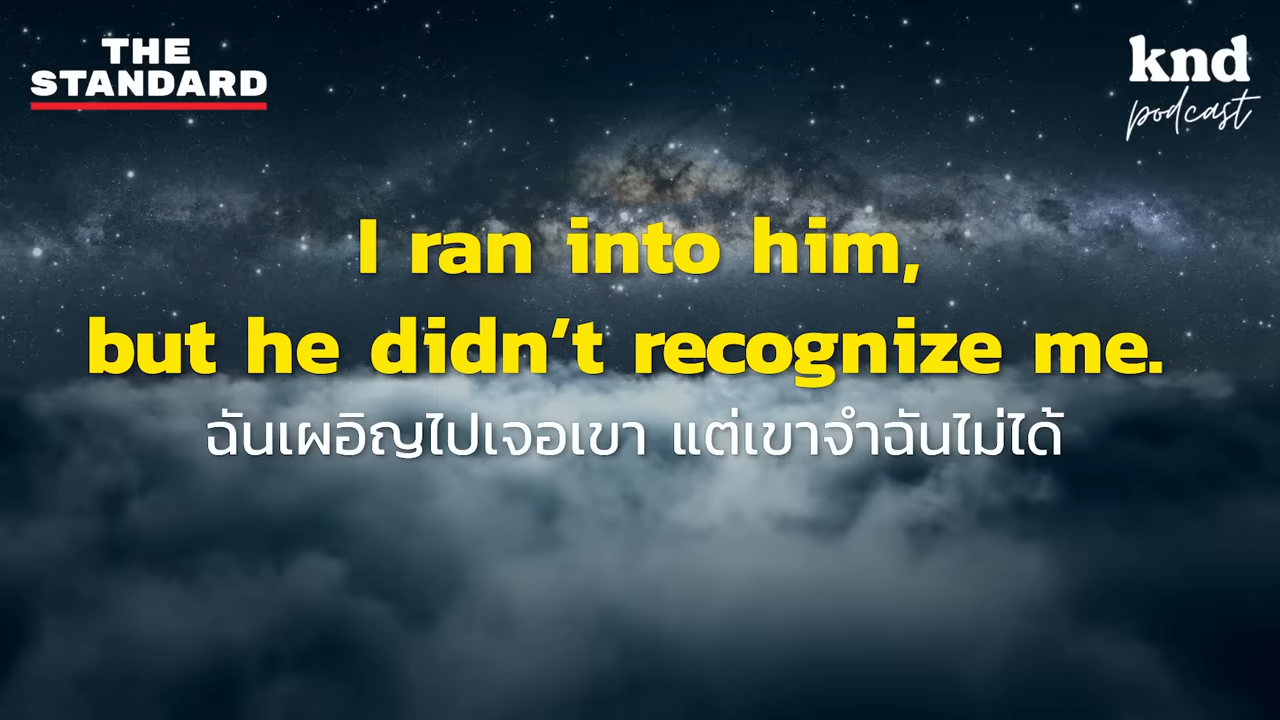 THE
STANDARD
knd
podcast
I ran into him,
but he didn’t recognize me.
ฉันเผอิญไปเจอเขา แต่เขาจำฉันไม่ได้